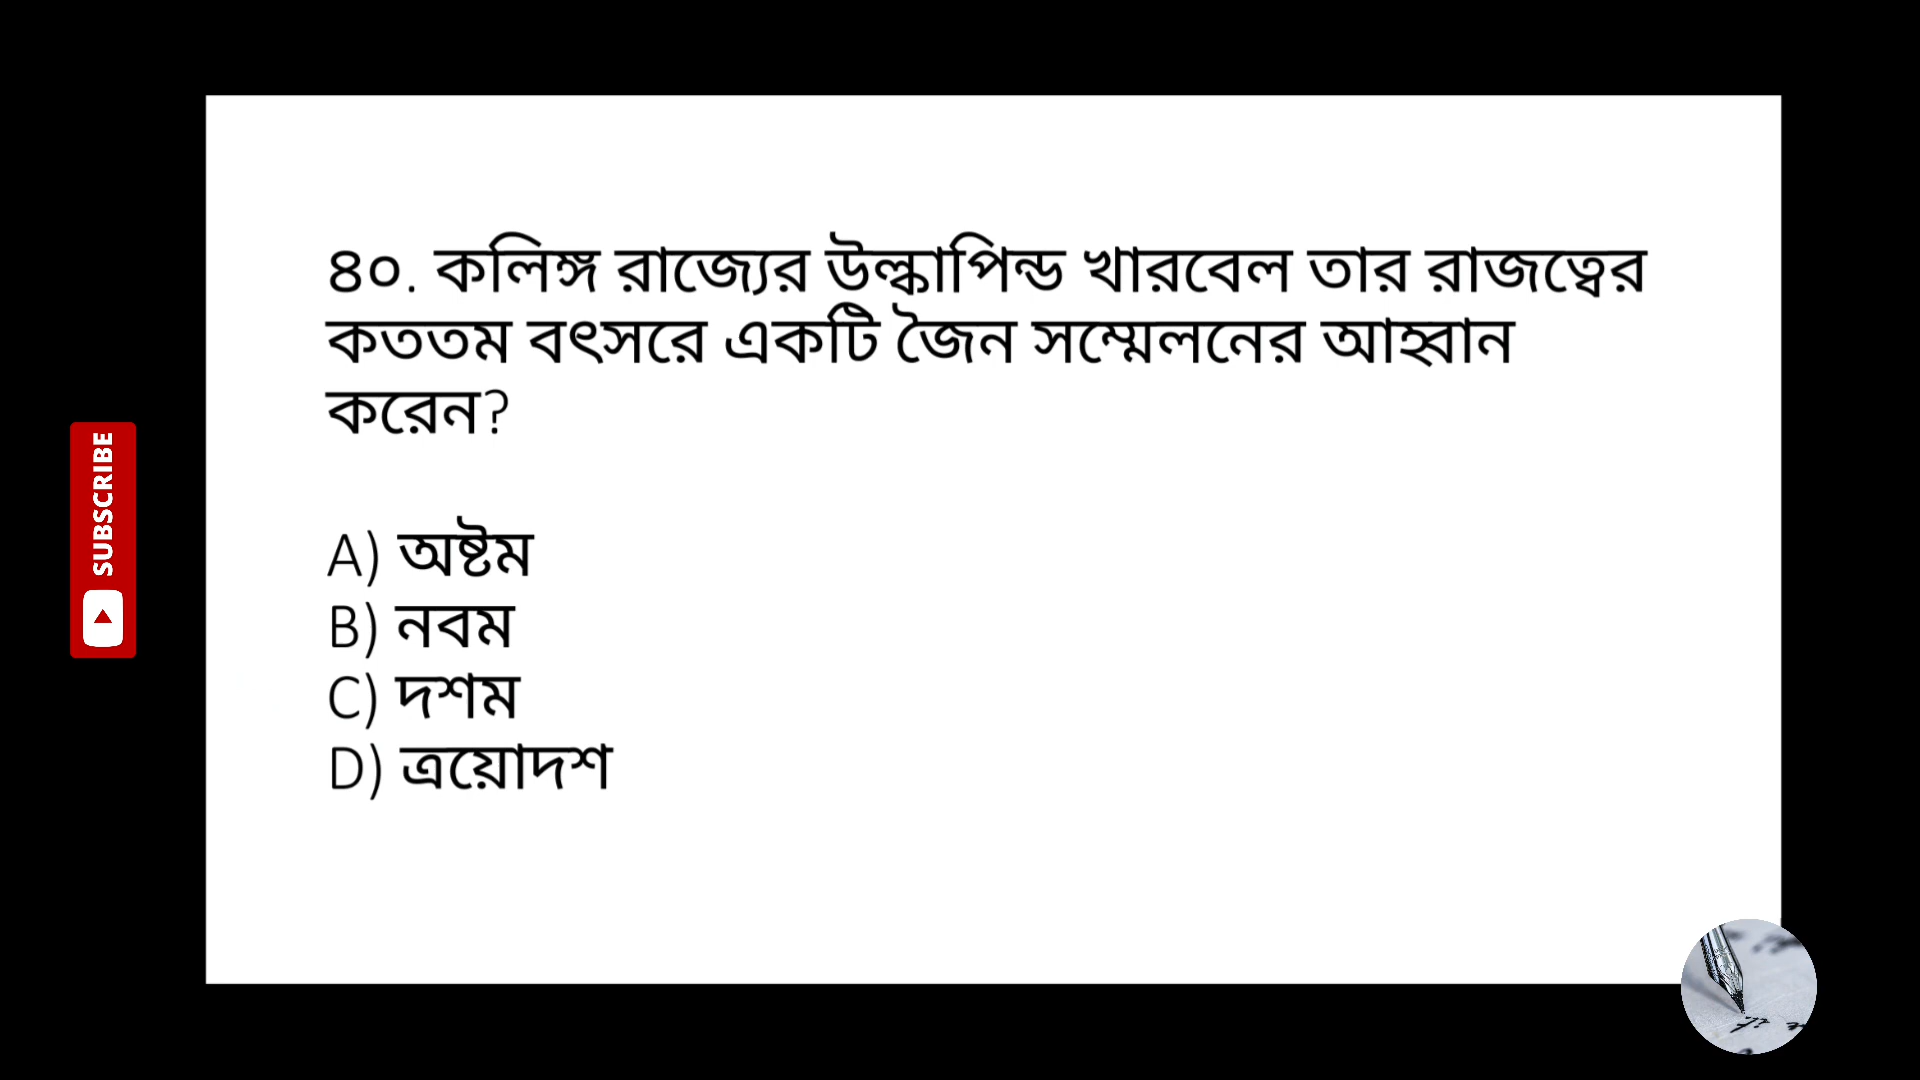 ৪০. কলিঙ্গ রাজ্যের উল্কাপিন্ড খারবেল তার রাজত্বের
কততম বৎসরে একটি জৈন সম্মেলনের আহ্বান
করেন?
A) অষ্টম
B) নবম
C) দশম
D) ত্রয়োদশ
SUBSCRIBE